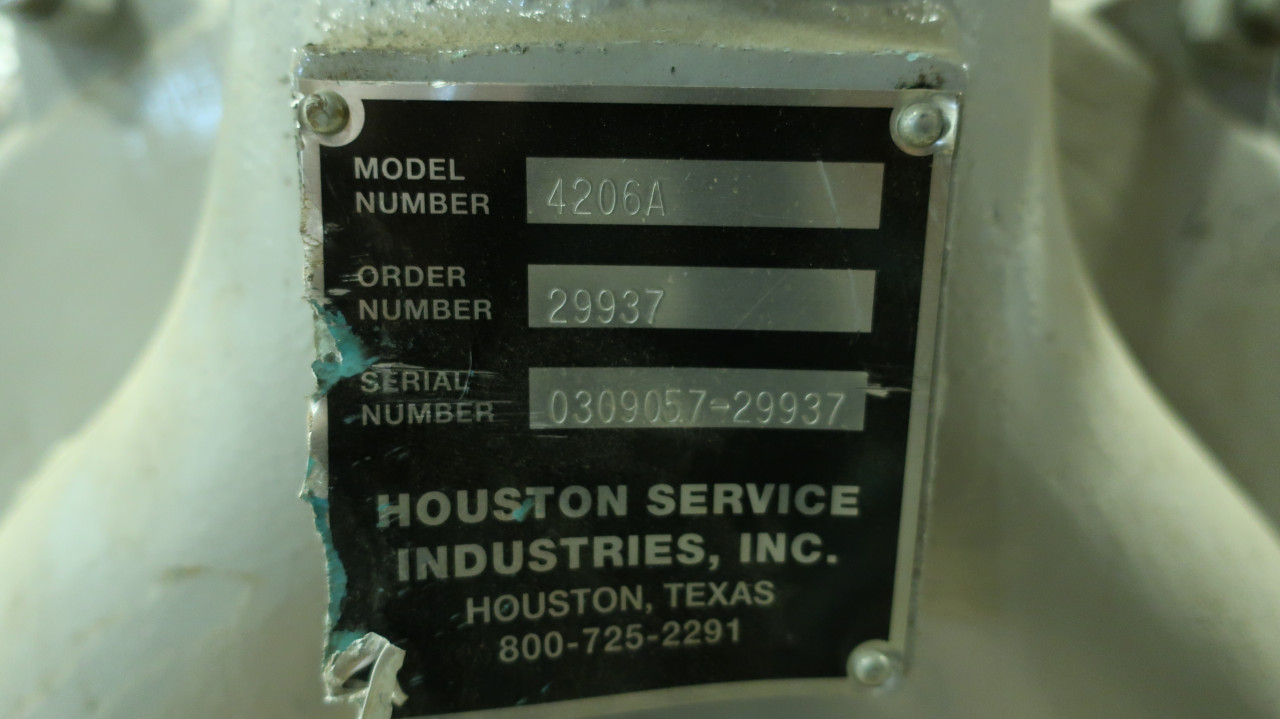 MODEL
NUMBER
4206A
ORDER
NUMBER
29937
SERIAL
NUMBER
0309057-29937
HOUSTON SERVICE
INDUSTRIES, INC.
HOUSTON, TEXAS
800-725-2291